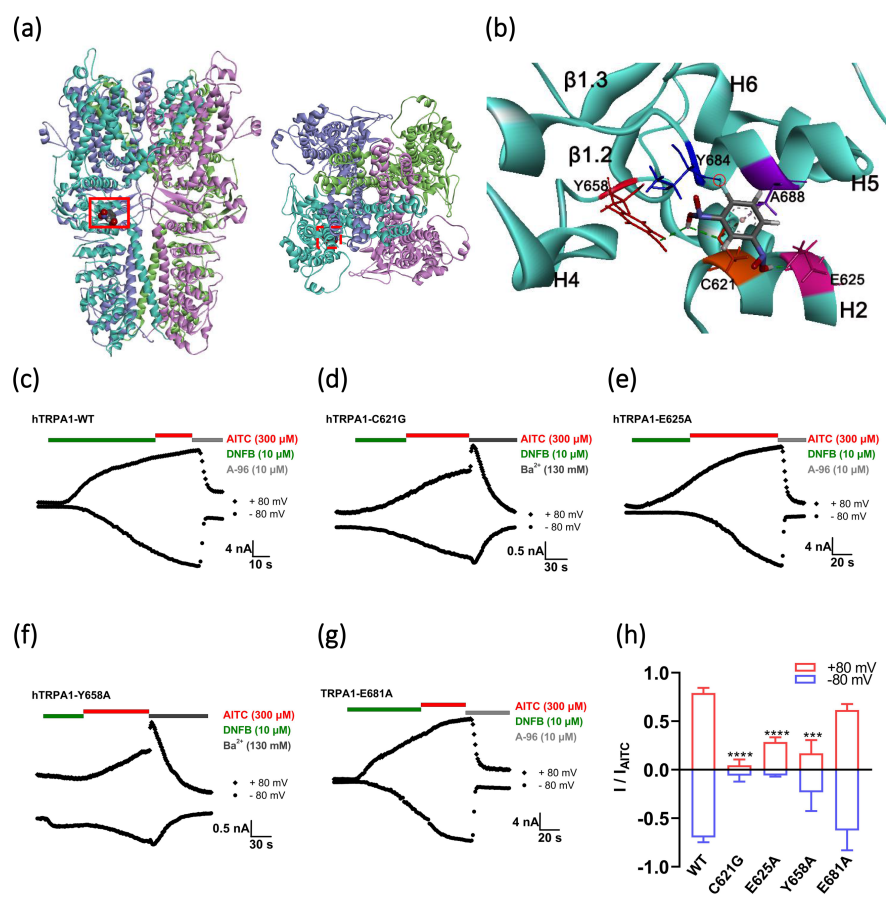 (a)
(b)
β1.3
H6
β1.2
Y684
Y658
H5
A688
H4
C621
E625
H2
(c)
hTRPA1-WT
AITC (300 µM)
DNFB (10 µM)
A-96 (10 µM)
+ 80 mV
- 80 mV
4 nA
10 s
(d)
hTRPA1-C621G
AITC (300 µM)
DNFB (10 µM)
Ba²⁺ (130 mM)
+ 80 mV
- 80 mV
0.5 nA
30 s
(e)
hTRPA1-E625A
AITC (300 µM)
DNFB (10 µM)
A-96 (10 µM)
+ 80 mV
- 80 mV
4 nA
20 s
(f)
hTRPA1-Y658A
AITC (300 µM)
DNFB (10 µM)
Ba²⁺ (130 mM)
+ 80 mV
- 80 mV
0.5 nA
30 s
(g)
TRPA1-E681A
AITC (300 µM)
DNFB (10 µM)
A-96 (10 µM)
+ 80 mV
- 80 mV
4 nA
20 s
(h)
+80 mV
-80 mV
1.0
0.5
0.0
-0.5
-1.0
I / I_AITC
****
****
***
WT
C621G
E625A
Y658A
E681A